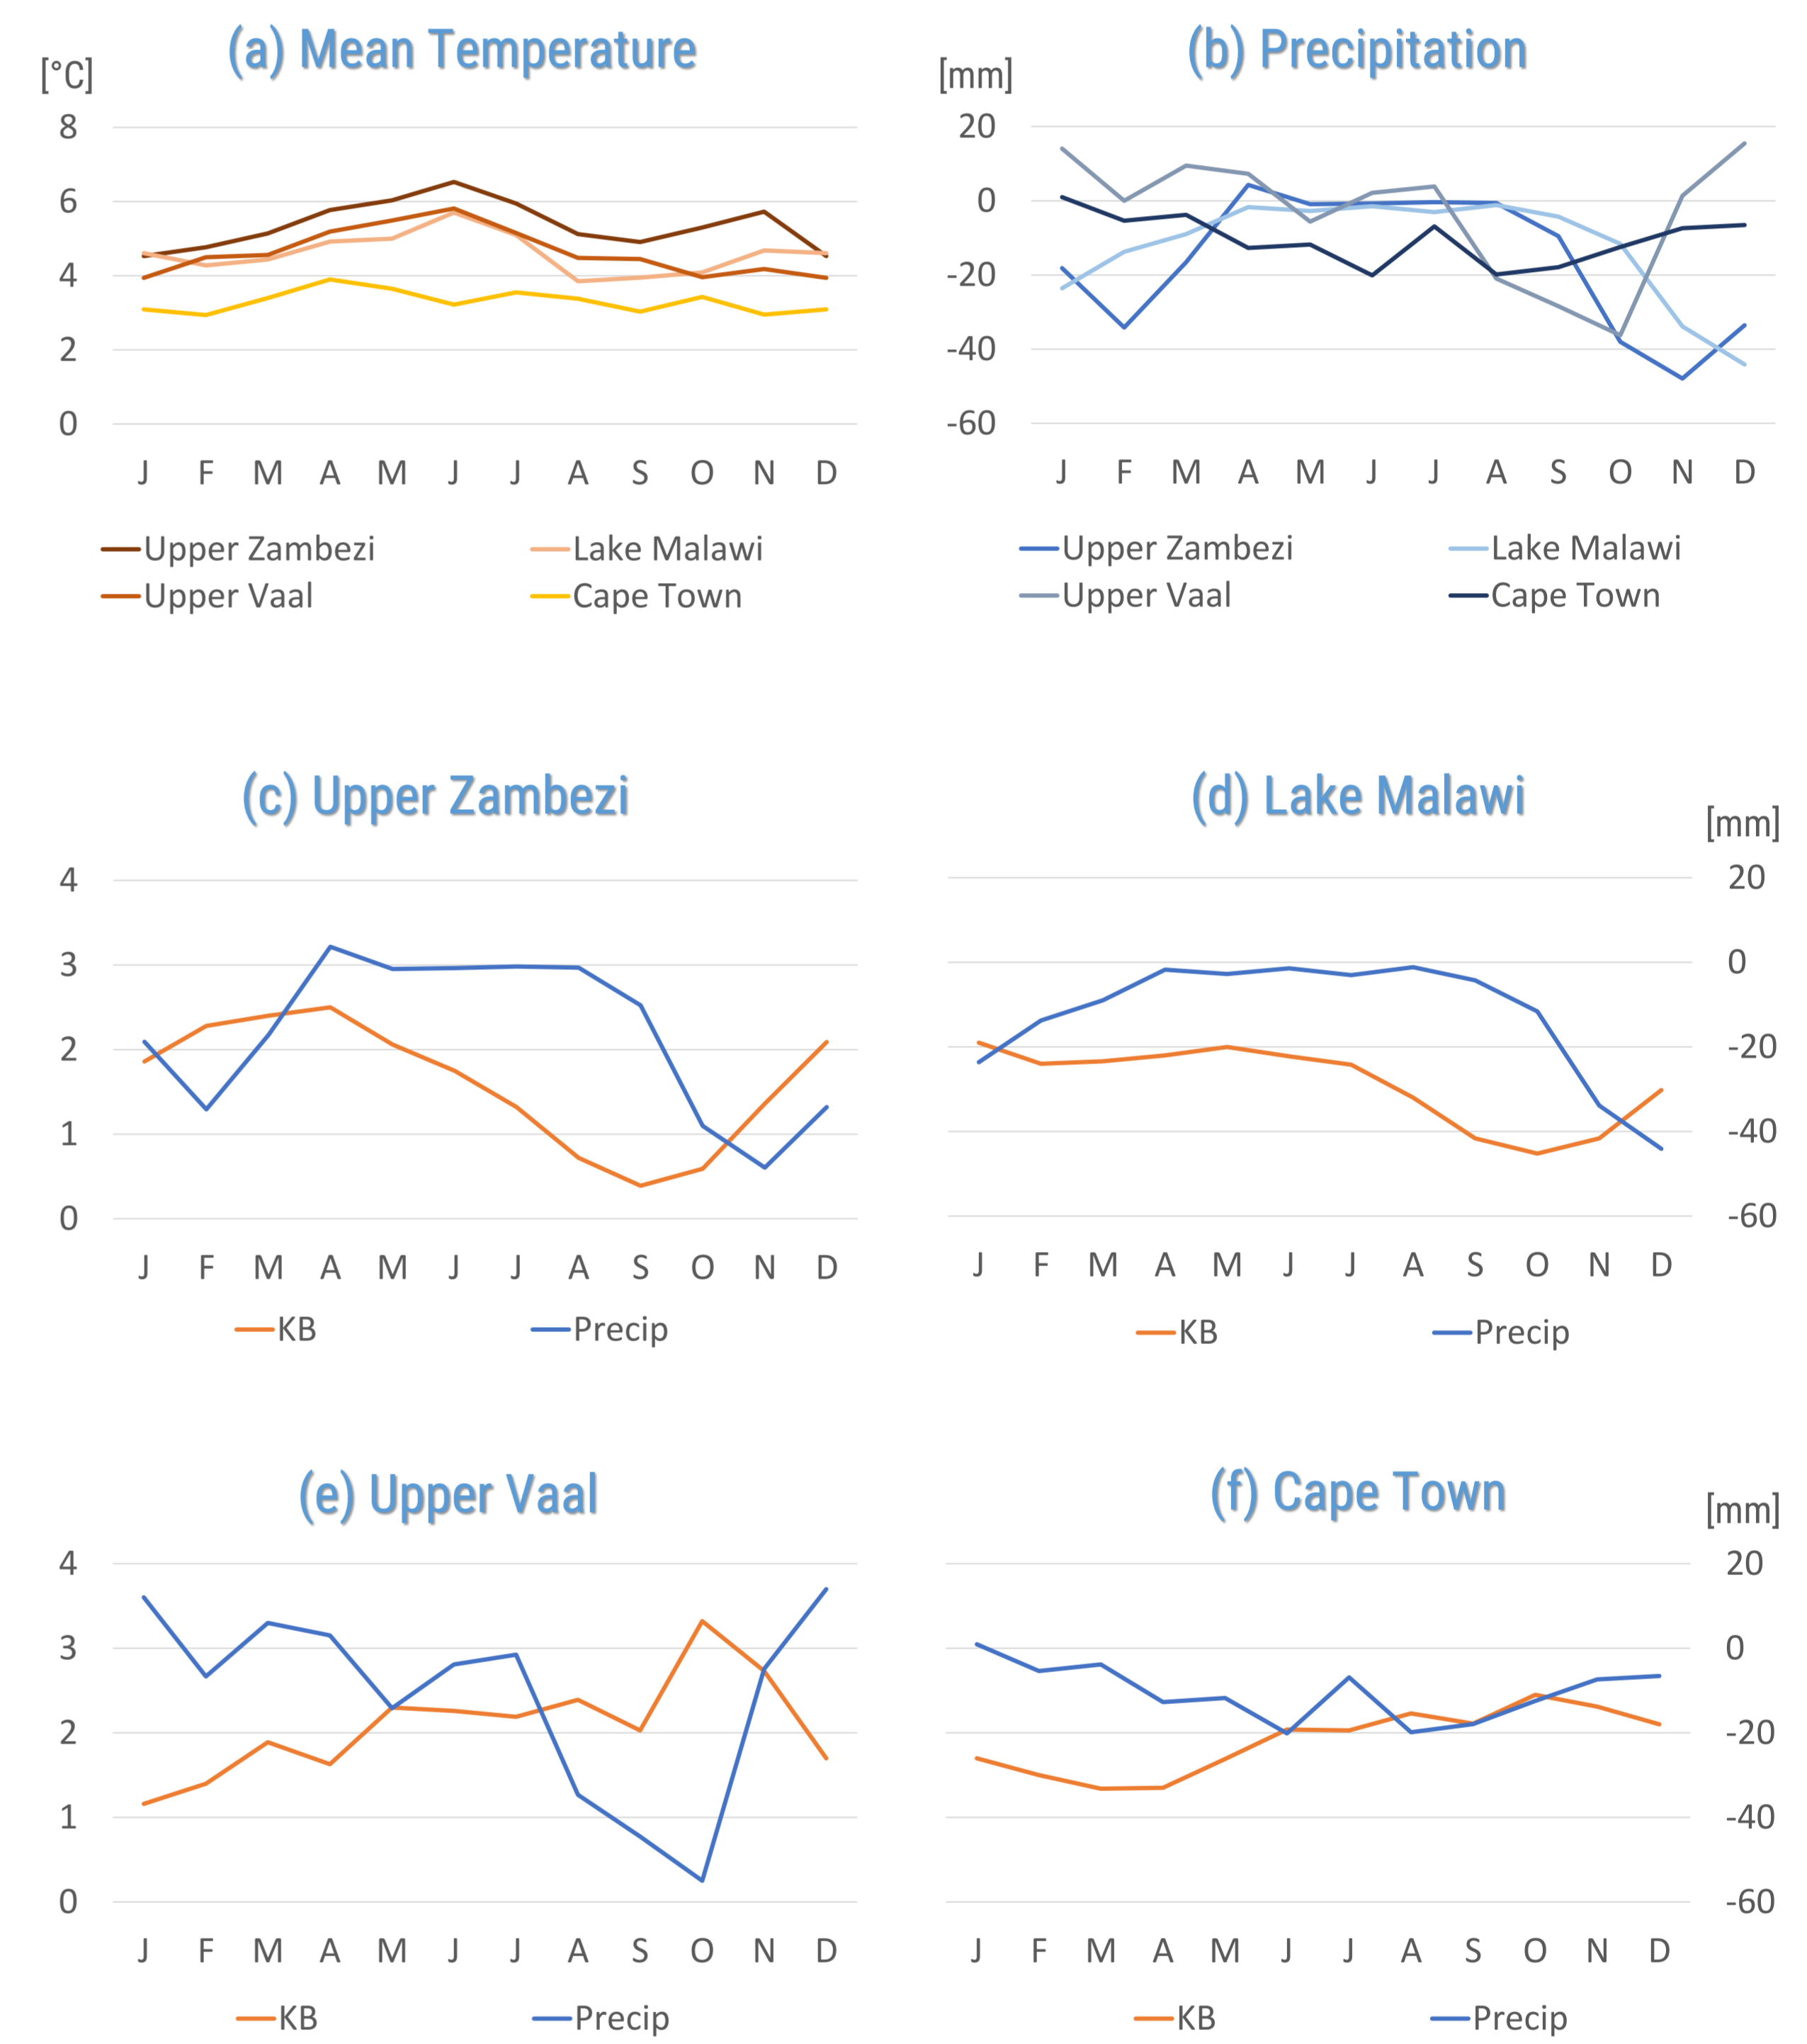 (a) Mean Temperature
[°C]
8
6
4
2
0
J F M A M J J A S O N D
Upper Zambezi Lake Malawi
Upper Vaal Cape Town
(b) Precipitation
[mm]
20
0
-20
-40
-60
J F M A M J J A S O N D
Upper Zambezi Lake Malawi
Upper Vaal Cape Town
(c) Upper Zambezi
4
3
2
1
0
J F M A M J J A S O N D
KB Precip
(d) Lake Malawi
[mm]
20
0
-20
-40
-60
J F M A M J J A S O N D
KB Precip
(e) Upper Vaal
4
3
2
1
0
J F M A M J J A S O N D
KB Precip
(f) Cape Town
[mm]
20
0
-20
-40
-60
J F M A M J J A S O N D
KB Precip